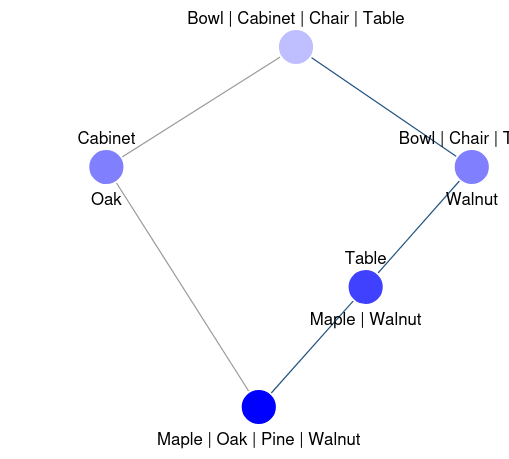 Bowl | Cabinet | Chair | Table
Cabinet
Bowl | Chair |
Oak
Walnut
Table
Maple | Walnut
Maple | Oak | Pine | Walnut